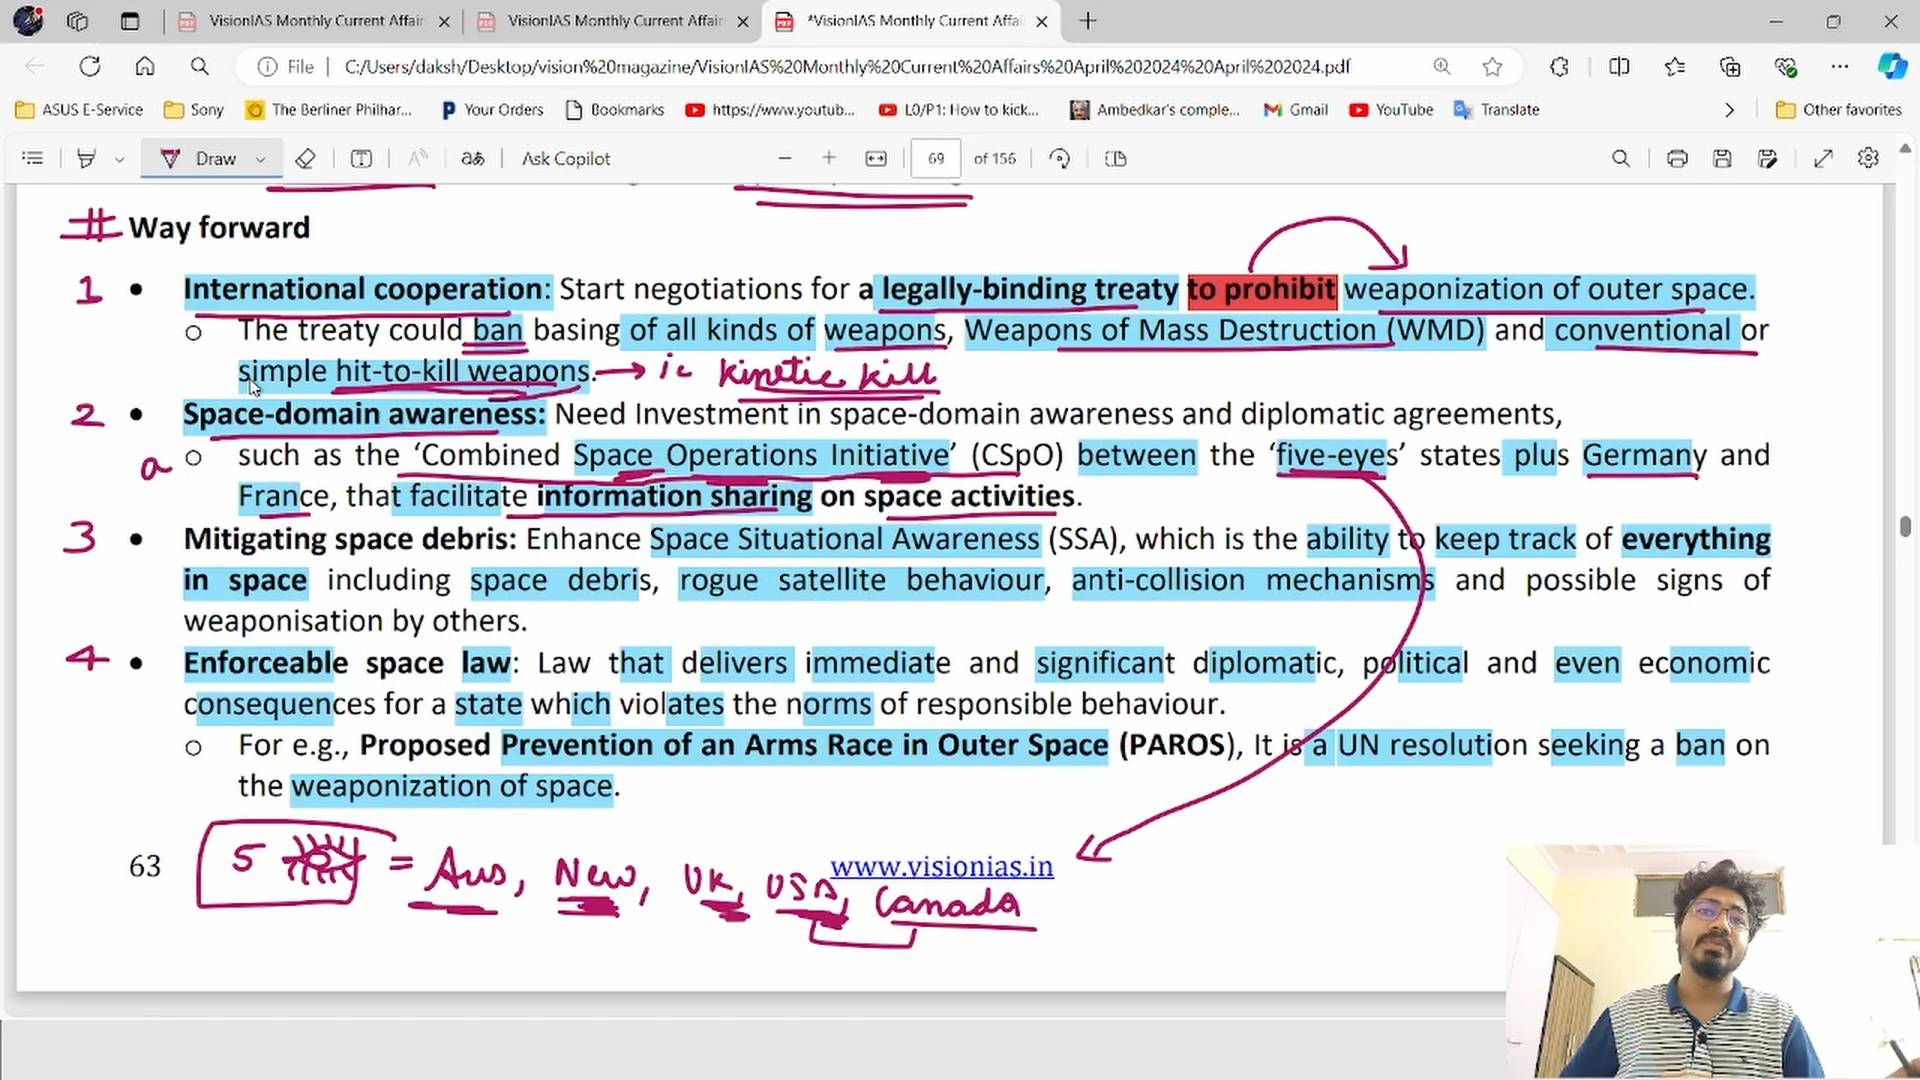 VisionIAS Monthly Current Affair
VisionIAS Monthly Current Affair
*VisionIAS Monthly Current Affai
File
C:/Users/daksh/Desktop/vision%20magazine/VisionIAS%20Monthly%20Current%20Affairs%20April%202024%20April%202024.pdf
ASUS E-Service
Sony
The Berliner Philhar...
Your Orders
Bookmarks
https://www.youtub...
L0/P1: How to kick...
Ambedkar's comple...
Gmail
YouTube
Translate
Other favorites
Draw
Ask Copilot
69 of 156
# Way forward
1 • International cooperation: Start negotiations for a legally-binding treaty to prohibit weaponization of outer space.
o The treaty could ban basing of all kinds of weapons, Weapons of Mass Destruction (WMD) and conventional or
simple hit-to-kill weapons. → ie kinetic kill
2 • Space-domain awareness: Need Investment in space-domain awareness and diplomatic agreements,
a o such as the ‘Combined Space Operations Initiative’ (CSpO) between the ‘five-eyes’ states plus Germany and
France, that facilitate information sharing on space activities.
3 • Mitigating space debris: Enhance Space Situational Awareness (SSA), which is the ability to keep track of everything
in space including space debris, rogue satellite behaviour, anti-collision mechanisms and possible signs of
weaponisation by others.
4 • Enforceable space law: Law that delivers immediate and significant diplomatic, political and even economic
consequences for a state which violates the norms of responsible behaviour.
o For e.g., Proposed Prevention of an Arms Race in Outer Space (PAROS), It is a UN resolution seeking a ban on
the weaponization of space.
63
www.visionias.in
5 = Aus, New, UK, USA, Canada